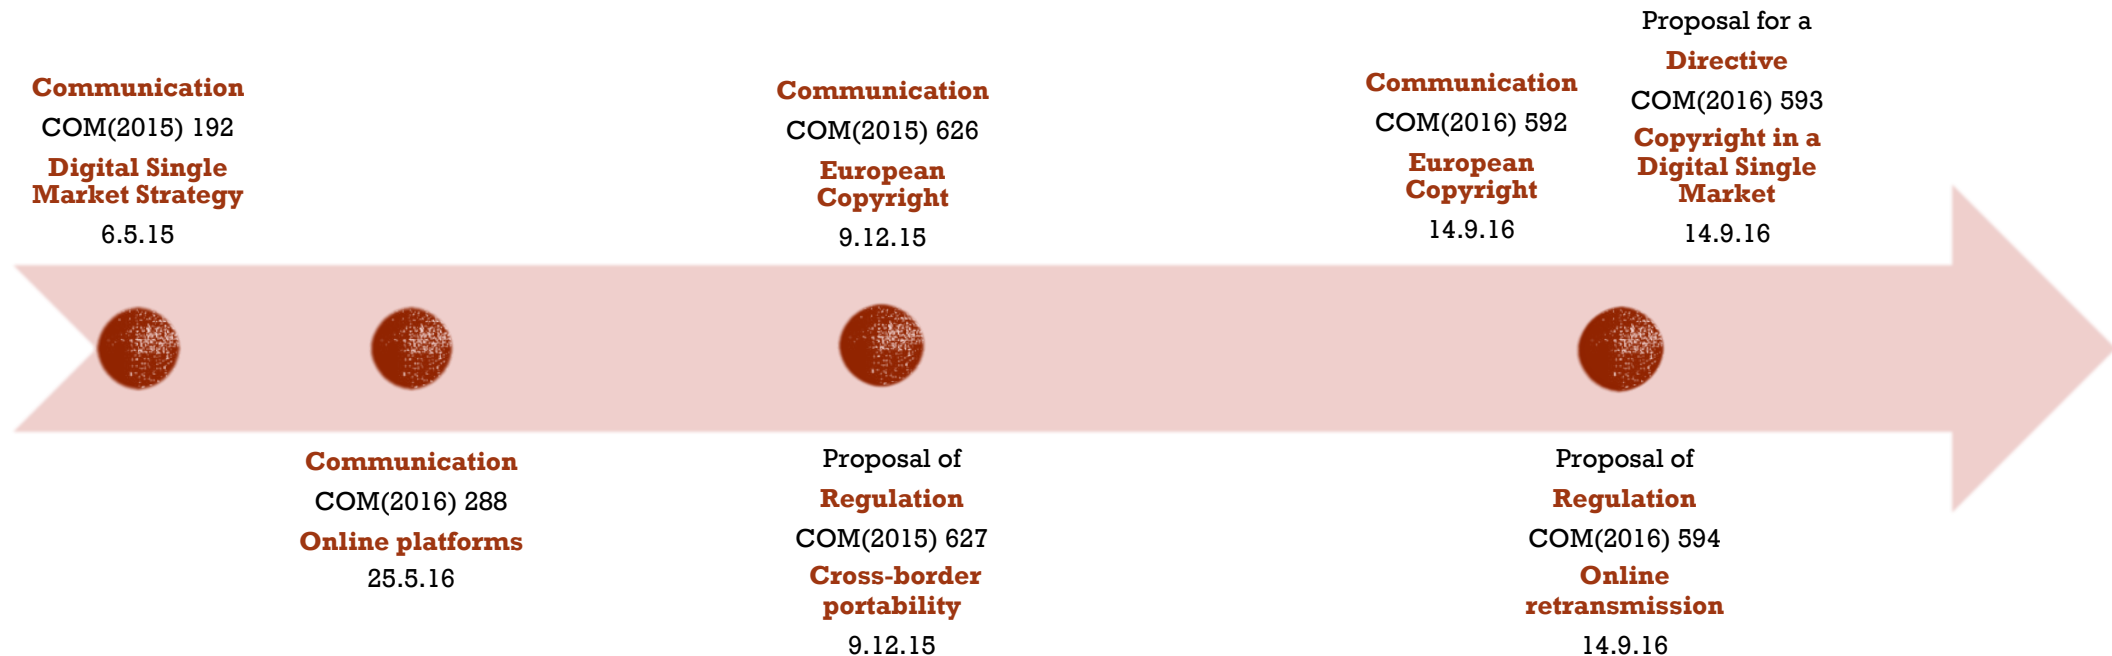 Communication
COM(2015) 192
Digital Single
Market Strategy
6.5.15
Communication
COM(2016) 288
Online platforms
25.5.16
Communication
COM(2015) 626
European
Copyright
9.12.15
Proposal of
Regulation
COM(2015) 627
Cross-border
portability
9.12.15
Communication
COM(2016) 592
European
Copyright
14.9.16
Proposal for a
Directive
COM(2016) 593
Copyright in a
Digital Single
Market
14.9.16
Proposal of
Regulation
COM(2016) 594
Online
retransmission
14.9.16